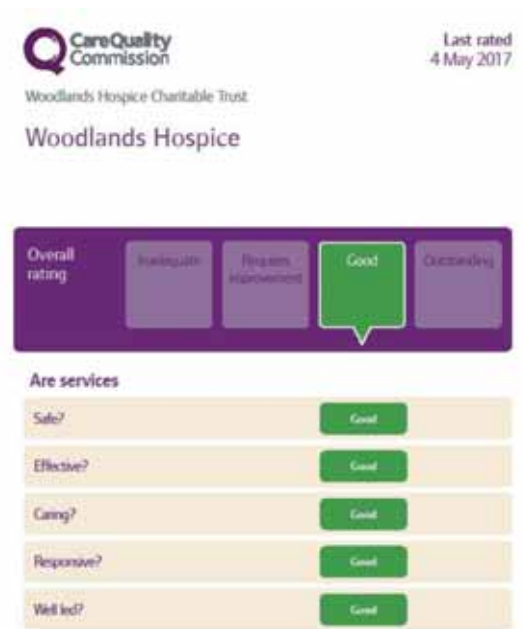 CareQuality
Commission
Last rated
4 May 2017
Woodlands Hospice Charitable Trust
Woodlands Hospice
Overall
rating
Inadequate
Requires
improvement
Good
Outstanding
Are services
Safe?
Good
Effective?
Good
Caring?
Good
Responsive?
Good
Well led?
Good